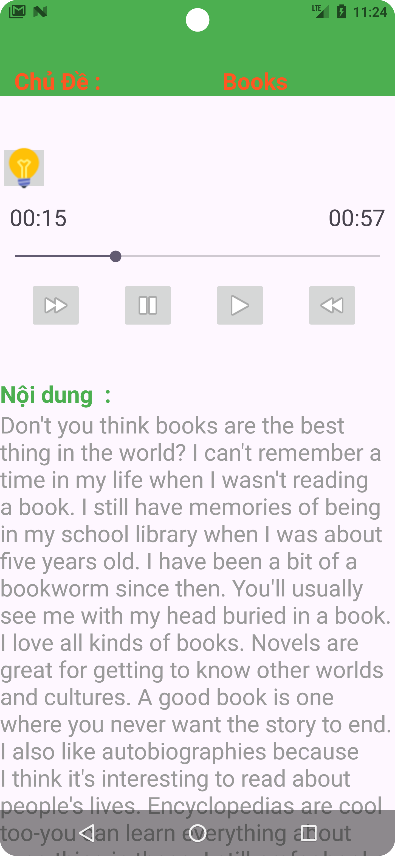 LTE 11:24
Chủ Đề : Books
00:15 00:57
Nội dung :
Don't you think books are the best
thing in the world? I can't remember a
time in my life when I wasn't reading
a book. I still have memories of being
in my school library when I was about
five years old. I have been a bit of a
bookworm since then. You'll usually
see me with my head buried in a book.
I love all kinds of books. Novels are
great for getting to know other worlds
and cultures. A good book is one
where you never want the story to end.
I also like autobiographies because
I think it's interesting to read about
people's lives. Encyclopedias are cool
too-you can learn everything about